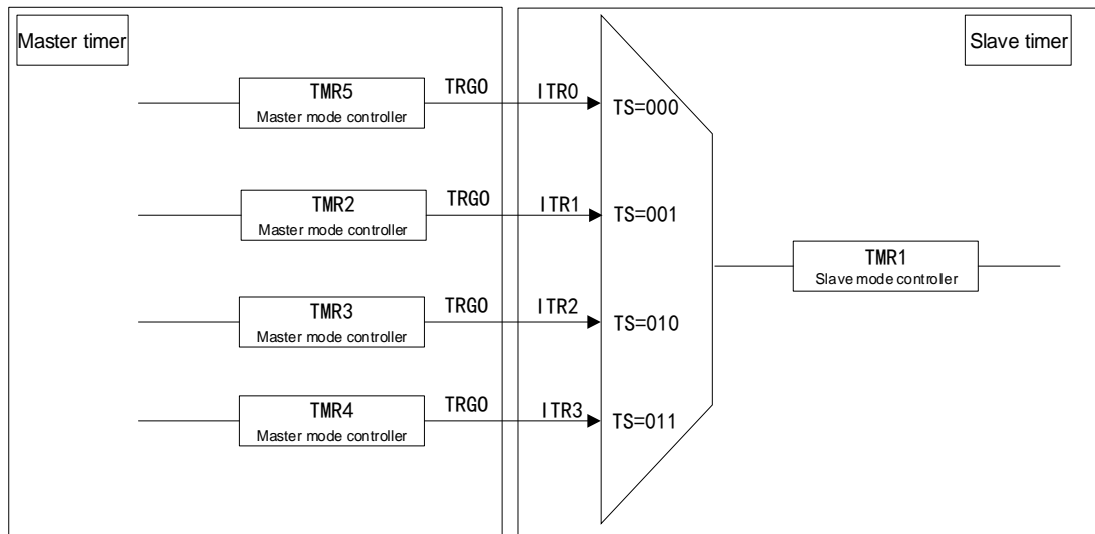 Master timer
Slave timer
TMR5
Master mode controller
TRGO
ITR0
TS=000
TMR2
Master mode controller
TRGO
ITR1
TS=001
TMR1
Slave mode controller
TMR3
Master mode controller
TRGO
ITR2
TS=010
TMR4
Master mode controller
TRGO
ITR3
TS=011